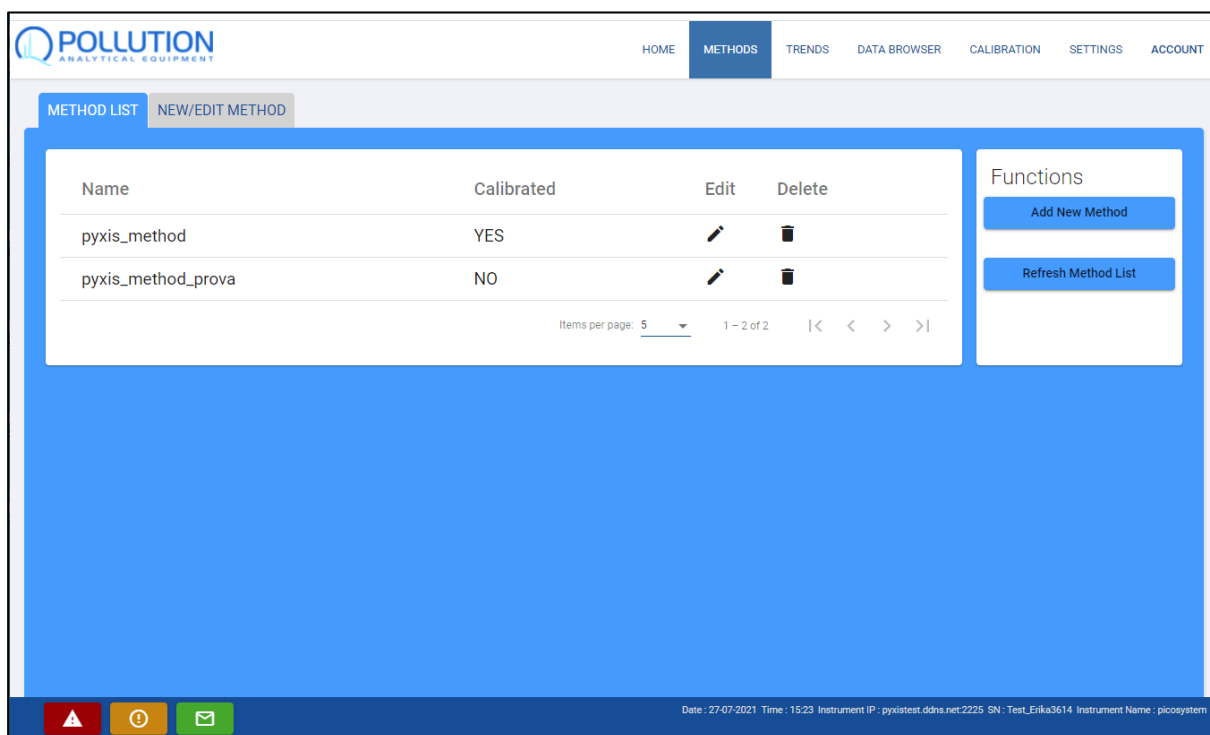 POLLUTION
ANALYTICAL EQUIPMENT
HOME METHODS TRENDS DATA BROWSER CALIBRATION SETTINGS ACCOUNT
METHOD LIST NEW/EDIT METHOD
Name Calibrated Edit Delete
pyxis_method YES
pyxis_method_prova NO
Items per page: 5 1 – 2 of 2
Functions
Add New Method
Refresh Method List
Date : 27-07-2021 Time : 15:23 Instrument IP : pyxistest.ddns.net:2225 SN : Test_Erika3614 Instrument Name : picosystem